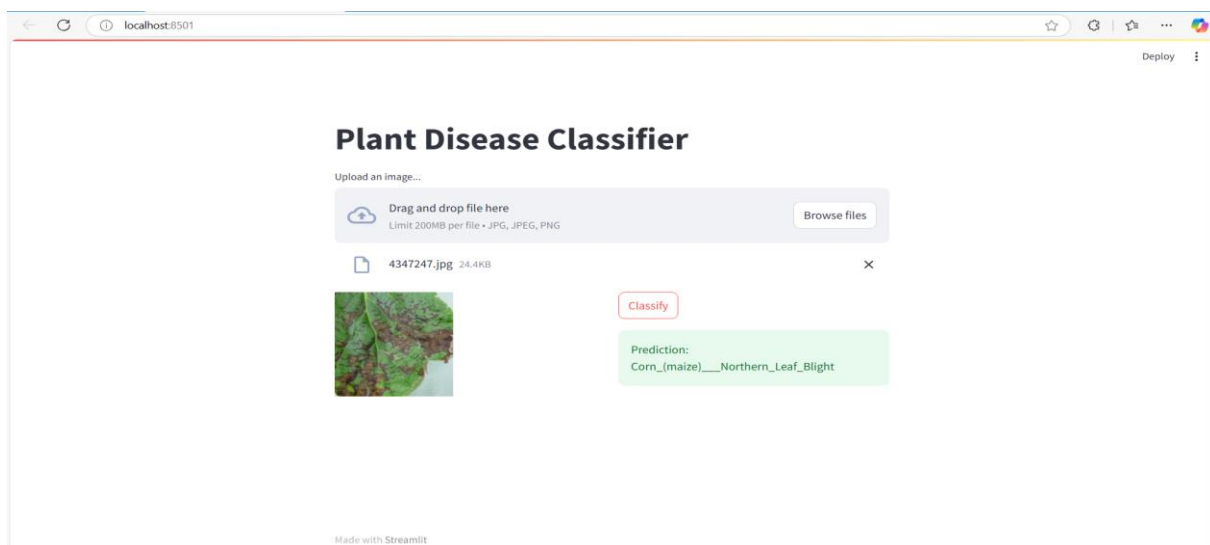 localhost:8501
Deploy
Plant Disease Classifier
Upload an image...
Drag and drop file here
Limit 200MB per file • JPG, JPEG, PNG
Browse files
4347247.jpg 24.4KB
Classify
Prediction:
Corn_(maize)___Northern_Leaf_Blight
Made with Streamlit